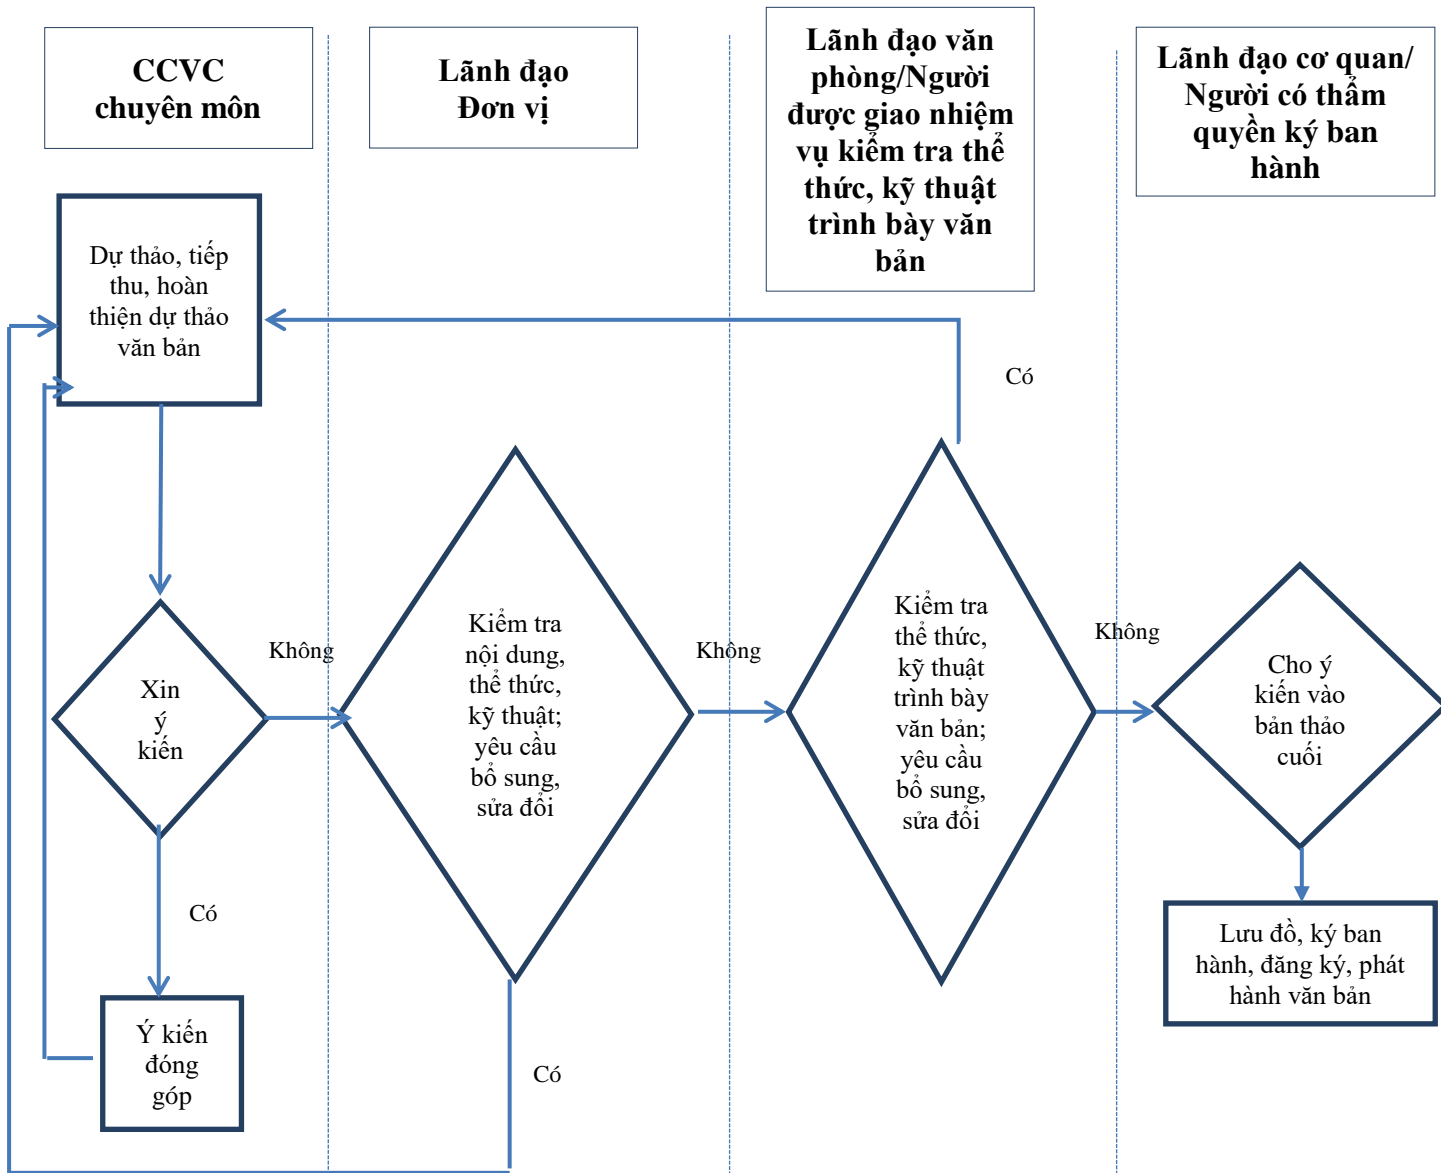 CCVC
chuyên môn
Lãnh đạo
Đơn vị
Lãnh đạo văn
phòng/Người
được giao nhiệm
vụ kiểm tra thể
thức, kỹ thuật
trình bày văn
bản
Lãnh đạo cơ quan/
Người có thẩm
quyền ký ban
hành
Dự thảo, tiếp
thu, hoàn
thiện dự thảo
văn bản
Có
Xin
ý
kiến
Không
Kiểm tra
nội dung,
thể thức,
kỹ thuật;
yêu cầu
bổ sung,
sửa đổi
Không
Kiểm tra
thể thức,
kỹ thuật
trình bày
văn bản;
yêu cầu
bổ sung,
sửa đổi
Không
Cho ý
kiến vào
bản thảo
cuối
Có
Lưu đồ, ký ban
hành, đăng ký, phát
hành văn bản
Ý kiến
đóng
góp
Có